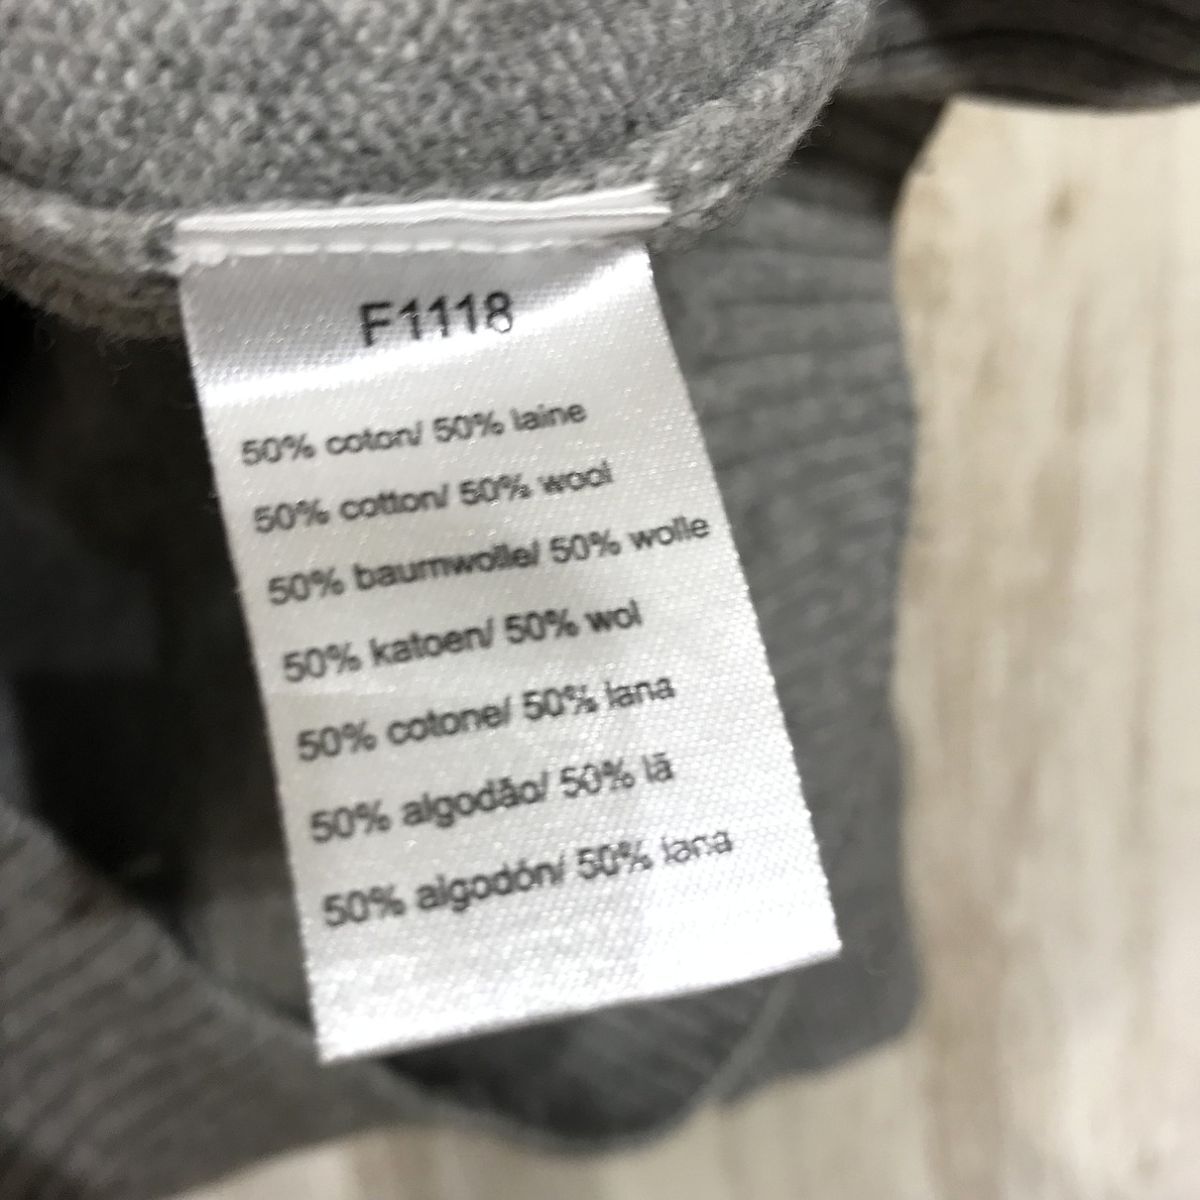 F1118
50% coton/ 50% laine
50% cotton/ 50% wool
50% baumwolle/ 50% wolle
50% katoen/ 50% wol
50% cotone/ 50% lana
50% algodão/ 50% lã
50% algodón/ 50% lana